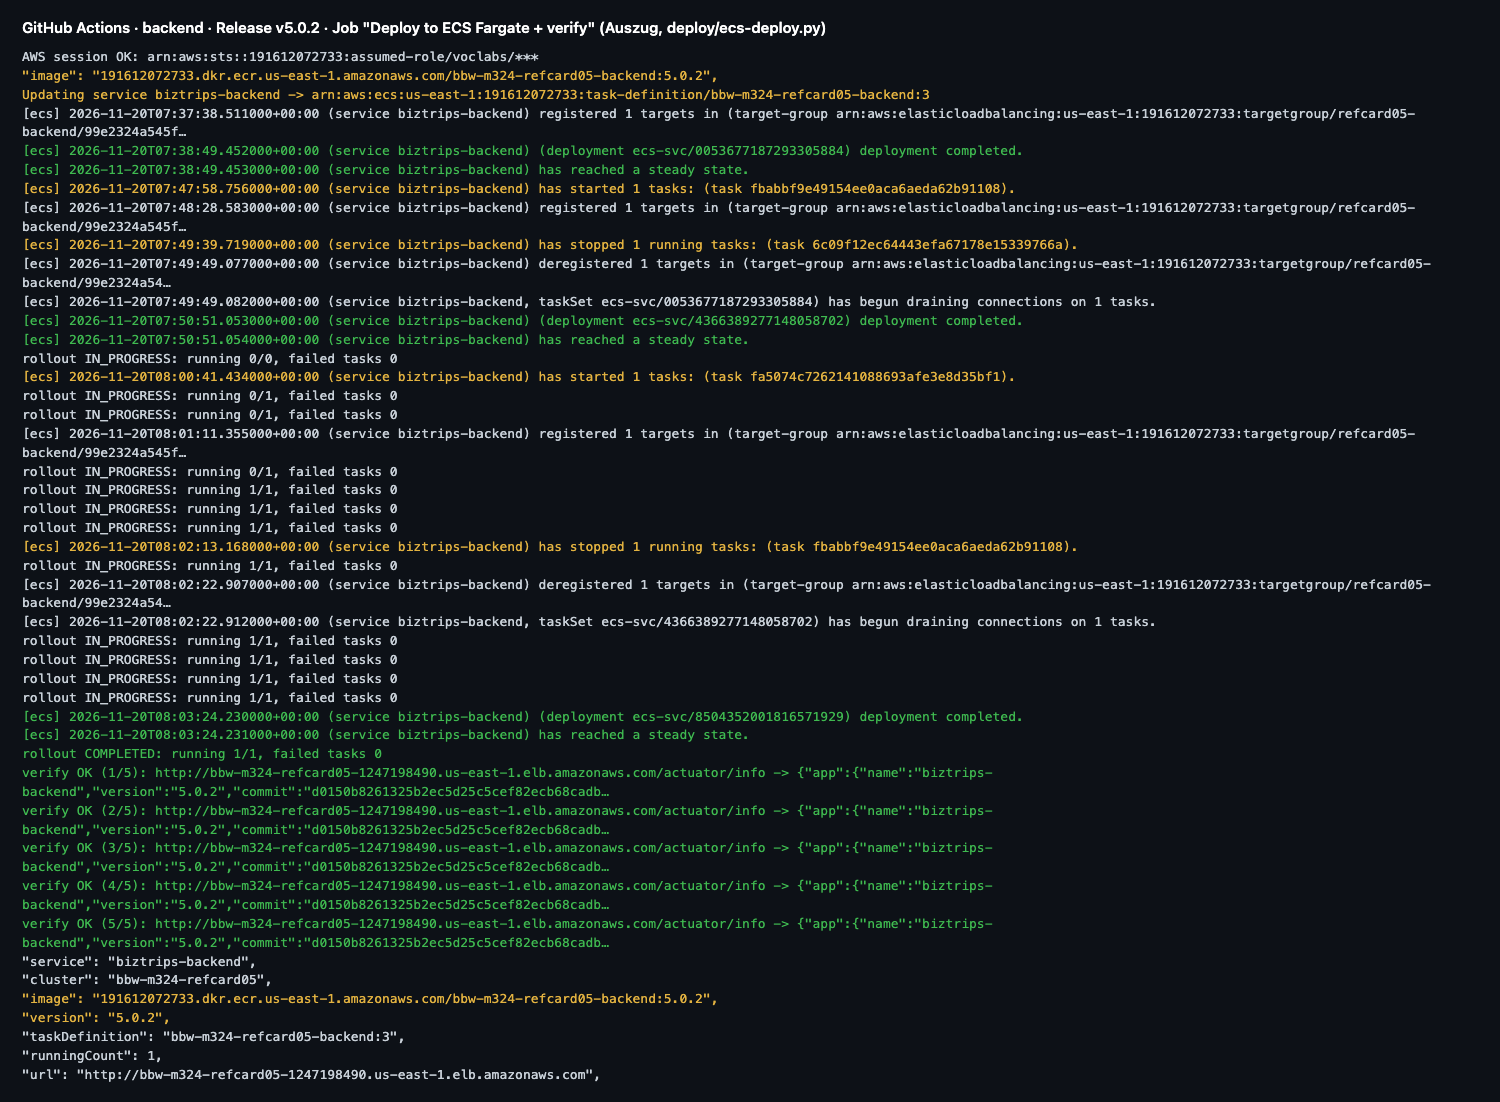 GitHub Actions · backend · Release v5.0.2 · Job "Deploy to ECS Fargate + verify" (Auszug, deploy/ecs-deploy.py)
AWS session OK: arn:aws:sts::191612072733:assumed-role/voclabs/***
"image": "191612072733.dkr.ecr.us-east-1.amazonaws.com/bbw-m324-refcard05-backend:5.0.2",
Updating service biztrips-backend -> arn:aws:ecs:us-east-1:191612072733:task-definition/bbw-m324-refcard05-backend:3
[ecs] 2026-11-20T07:37:38.511000+00:00 (service biztrips-backend) registered 1 targets in (target-group arn:aws:elasticloadbalancing:us-east-1:191612072733:targetgroup/refcard05-
backend/99e2324a545f…
[ecs] 2026-11-20T07:38:49.452000+00:00 (service biztrips-backend) (deployment ecs-svc/0053677187293305884) deployment completed.
[ecs] 2026-11-20T07:38:49.453000+00:00 (service biztrips-backend) has reached a steady state.
[ecs] 2026-11-20T07:47:58.756000+00:00 (service biztrips-backend) has started 1 tasks: (task fbabbf9e49154ee0aca6aeda62b91108).
[ecs] 2026-11-20T07:48:28.583000+00:00 (service biztrips-backend) registered 1 targets in (target-group arn:aws:elasticloadbalancing:us-east-1:191612072733:targetgroup/refcard05-
backend/99e2324a545f…
[ecs] 2026-11-20T07:49:39.719000+00:00 (service biztrips-backend) has stopped 1 running tasks: (task 6c09f12ec64443efa67178e15339766a).
[ecs] 2026-11-20T07:49:49.077000+00:00 (service biztrips-backend) deregistered 1 targets in (target-group arn:aws:elasticloadbalancing:us-east-1:191612072733:targetgroup/refcard05-
backend/99e2324a54…
[ecs] 2026-11-20T07:49:49.082000+00:00 (service biztrips-backend, taskSet ecs-svc/0053677187293305884) has begun draining connections on 1 tasks.
[ecs] 2026-11-20T07:50:51.053000+00:00 (service biztrips-backend) (deployment ecs-svc/4366389277148058702) deployment completed.
[ecs] 2026-11-20T07:50:51.054000+00:00 (service biztrips-backend) has reached a steady state.
rollout IN_PROGRESS: running 0/0, failed tasks 0
[ecs] 2026-11-20T08:00:41.434000+00:00 (service biztrips-backend) has started 1 tasks: (task fa5074c7262141088693afe3e8d35bf1).
rollout IN_PROGRESS: running 0/1, failed tasks 0
rollout IN_PROGRESS: running 0/1, failed tasks 0
[ecs] 2026-11-20T08:01:11.355000+00:00 (service biztrips-backend) registered 1 targets in (target-group arn:aws:elasticloadbalancing:us-east-1:191612072733:targetgroup/refcard05-
backend/99e2324a545f…
rollout IN_PROGRESS: running 0/1, failed tasks 0
rollout IN_PROGRESS: running 1/1, failed tasks 0
rollout IN_PROGRESS: running 1/1, failed tasks 0
rollout IN_PROGRESS: running 1/1, failed tasks 0
[ecs] 2026-11-20T08:02:13.168000+00:00 (service biztrips-backend) has stopped 1 running tasks: (task fbabbf9e49154ee0aca6aeda62b91108).
rollout IN_PROGRESS: running 1/1, failed tasks 0
[ecs] 2026-11-20T08:02:22.907000+00:00 (service biztrips-backend) deregistered 1 targets in (target-group arn:aws:elasticloadbalancing:us-east-1:191612072733:targetgroup/refcard05-
backend/99e2324a54…
[ecs] 2026-11-20T08:02:22.912000+00:00 (service biztrips-backend, taskSet ecs-svc/4366389277148058702) has begun draining connections on 1 tasks.
rollout IN_PROGRESS: running 1/1, failed tasks 0
rollout IN_PROGRESS: running 1/1, failed tasks 0
rollout IN_PROGRESS: running 1/1, failed tasks 0
rollout IN_PROGRESS: running 1/1, failed tasks 0
[ecs] 2026-11-20T08:03:24.230000+00:00 (service biztrips-backend) (deployment ecs-svc/8504352001816571929) deployment completed.
[ecs] 2026-11-20T08:03:24.231000+00:00 (service biztrips-backend) has reached a steady state.
rollout COMPLETED: running 1/1, failed tasks 0
verify OK (1/5): http://bbw-m324-refcard05-1247198490.us-east-1.elb.amazonaws.com/actuator/info -> {"app":{"name":"biztrips-
backend","version":"5.0.2","commit":"d0150b8261325b2ec5d25c5cef82ecb68cadb…
verify OK (2/5): http://bbw-m324-refcard05-1247198490.us-east-1.elb.amazonaws.com/actuator/info -> {"app":{"name":"biztrips-
backend","version":"5.0.2","commit":"d0150b8261325b2ec5d25c5cef82ecb68cadb…
verify OK (3/5): http://bbw-m324-refcard05-1247198490.us-east-1.elb.amazonaws.com/actuator/info -> {"app":{"name":"biztrips-
backend","version":"5.0.2","commit":"d0150b8261325b2ec5d25c5cef82ecb68cadb…
verify OK (4/5): http://bbw-m324-refcard05-1247198490.us-east-1.elb.amazonaws.com/actuator/info -> {"app":{"name":"biztrips-
backend","version":"5.0.2","commit":"d0150b8261325b2ec5d25c5cef82ecb68cadb…
verify OK (5/5): http://bbw-m324-refcard05-1247198490.us-east-1.elb.amazonaws.com/actuator/info -> {"app":{"name":"biztrips-
backend","version":"5.0.2","commit":"d0150b8261325b2ec5d25c5cef82ecb68cadb…
"service": "biztrips-backend",
"cluster": "bbw-m324-refcard05",
"image": "191612072733.dkr.ecr.us-east-1.amazonaws.com/bbw-m324-refcard05-backend:5.0.2",
"version": "5.0.2",
"taskDefinition": "bbw-m324-refcard05-backend:3",
"runningCount": 1,
"url": "http://bbw-m324-refcard05-1247198490.us-east-1.elb.amazonaws.com",